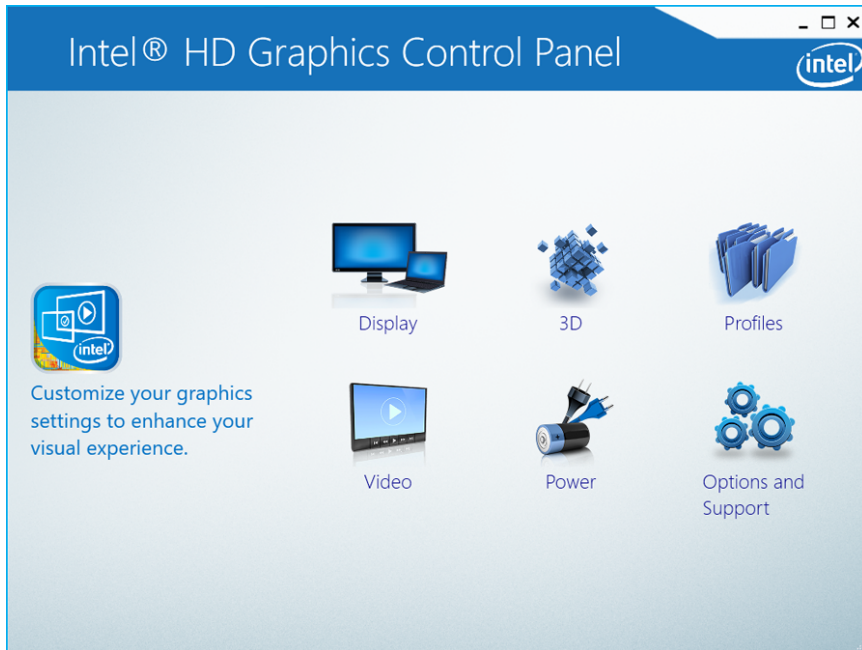 Intel® HD Graphics Control Panel
intel
Display
3D
Profiles
intel
Customize your graphics
settings to enhance your
visual experience.
Video
Power
Options and
Support